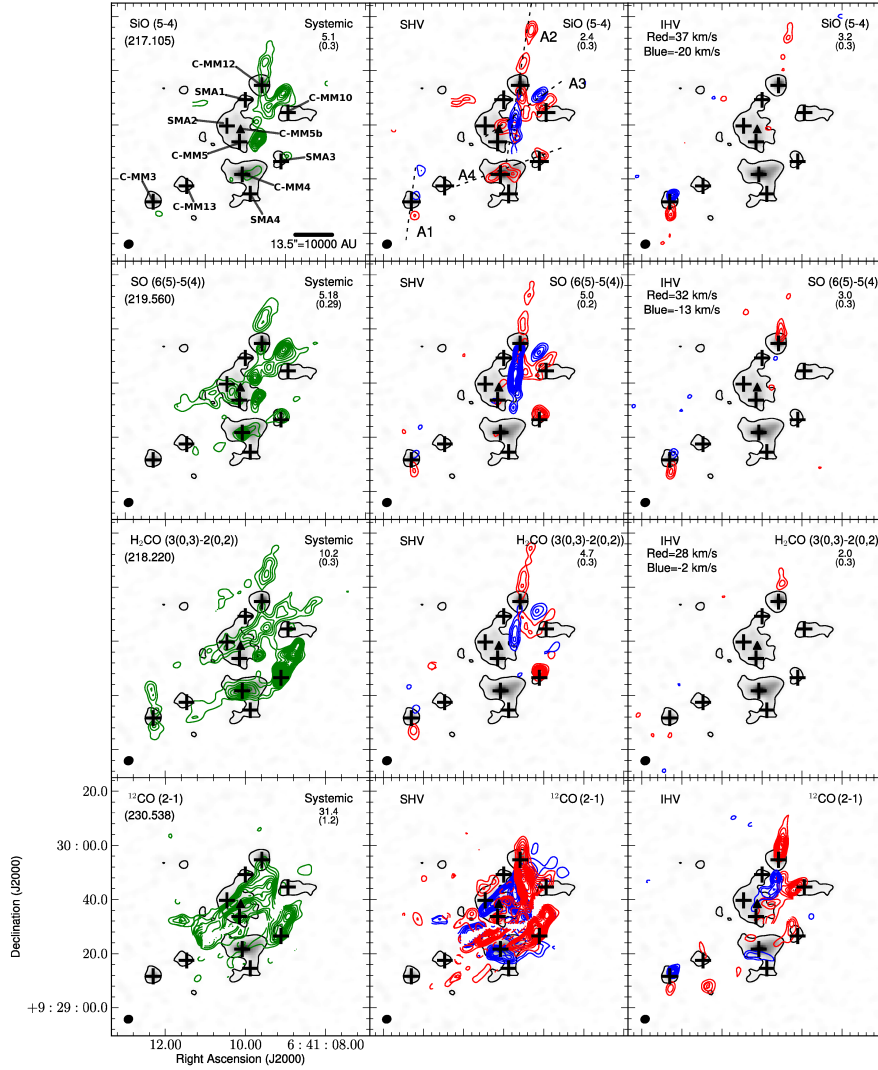 SiO (5-4) Systemic
(217.105) 5.1
(0.3)
C-MM12
SMA1
C-MM10
SMA2
C-MM5b
C-MM5
SMA3
C-MM3
C-MM4
C-MM13
SMA4
13.5"=10000 AU
SHV SiO (5-4)
2.4
(0.3)
A2
A3
A4
A1
IHV SiO (5-4)
Red=37 km/s 3.2
Blue=-20 km/s (0.3)
SO (6(5)-5(4)) Systemic
(219.560) 5.18
(0.29)
SHV SO (6(5)-5(4))
5.0
(0.2)
IHV SO (6(5)-5(4))
Red=32 km/s 3.0
Blue=-13 km/s (0.3)
H₂CO (3(0,3)-2(0,2)) Systemic
(218.220) 10.2
(0.3)
SHV H₂CO (3(0,3)-2(0,2))
4.7
(0.3)
IHV H₂CO (3(0,3)-2(0,2)
Red=28 km/s 2.0
Blue=-2 km/s (0.3)
¹²CO (2-1) Systemic
(230.538) 31.4
(1.2)
SHV ¹²CO (2-1)
IHV ¹²CO (2-1)
20.0
30 : 00.0
40.0
20.0
+9 : 29 : 00.0
Declination (J2000)
12.00 10.00 6 : 41 : 08.00
Right Ascension (J2000)